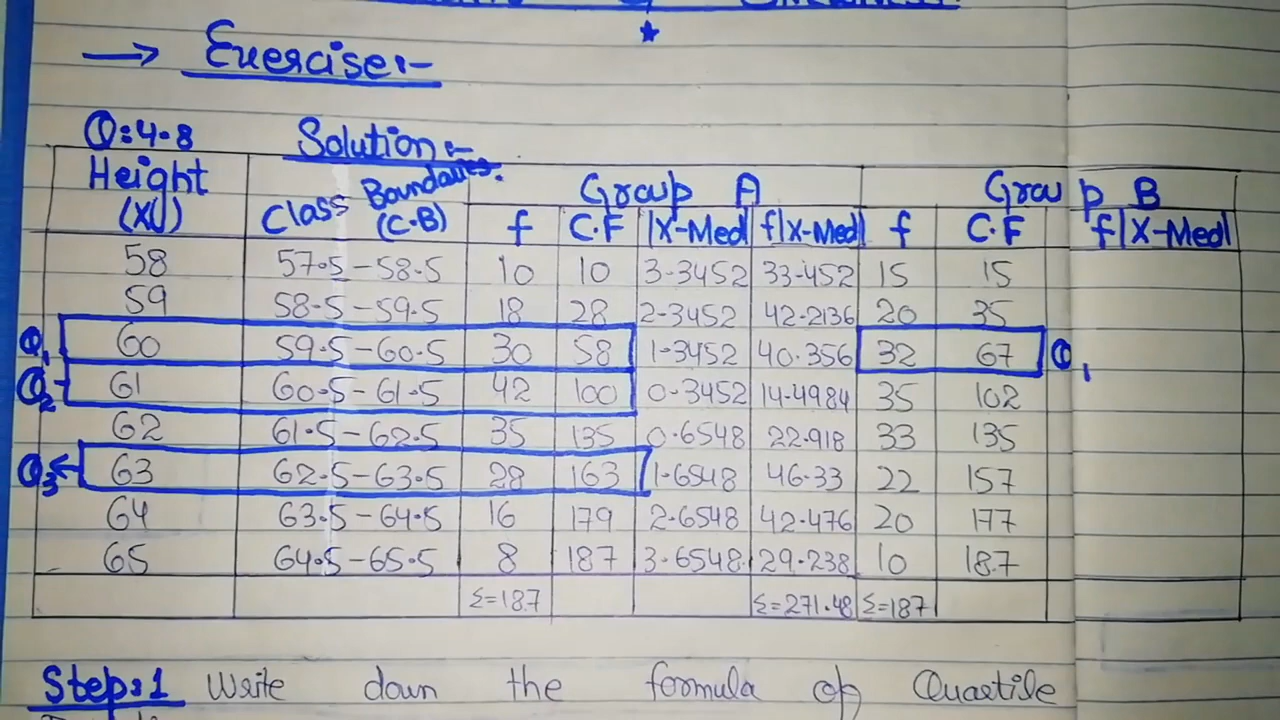 → Exercise:-
Q:4.8 Solution:-
Height (Xi) Class Boundaries (C.B) Group A Group B
f C.F |X-Med| f|X-Med| f C.F f|X-Med|
58 57.5-58.5 10 10 3.3452 33.452 15 15
59 58.5-59.5 18 28 2.3452 42.2136 20 35
Q1 60 59.5-60.5 30 58 1.3452 40.356 32 67 Q1
Q2 61 60.5-61.5 42 100 0.3452 14.4984 35 102
62 61.5-62.5 35 135 0.6548 22.918 33 135
Q3 63 62.5-63.5 28 163 1.6548 46.33 22 157
64 63.5-64.5 16 179 2.6548 42.476 20 177
65 64.5-65.5 8 187 3.6548 29.238 10 187
Σ=187 Σ=271.48 Σ=187
Step:1 Write down the formula of Quartile